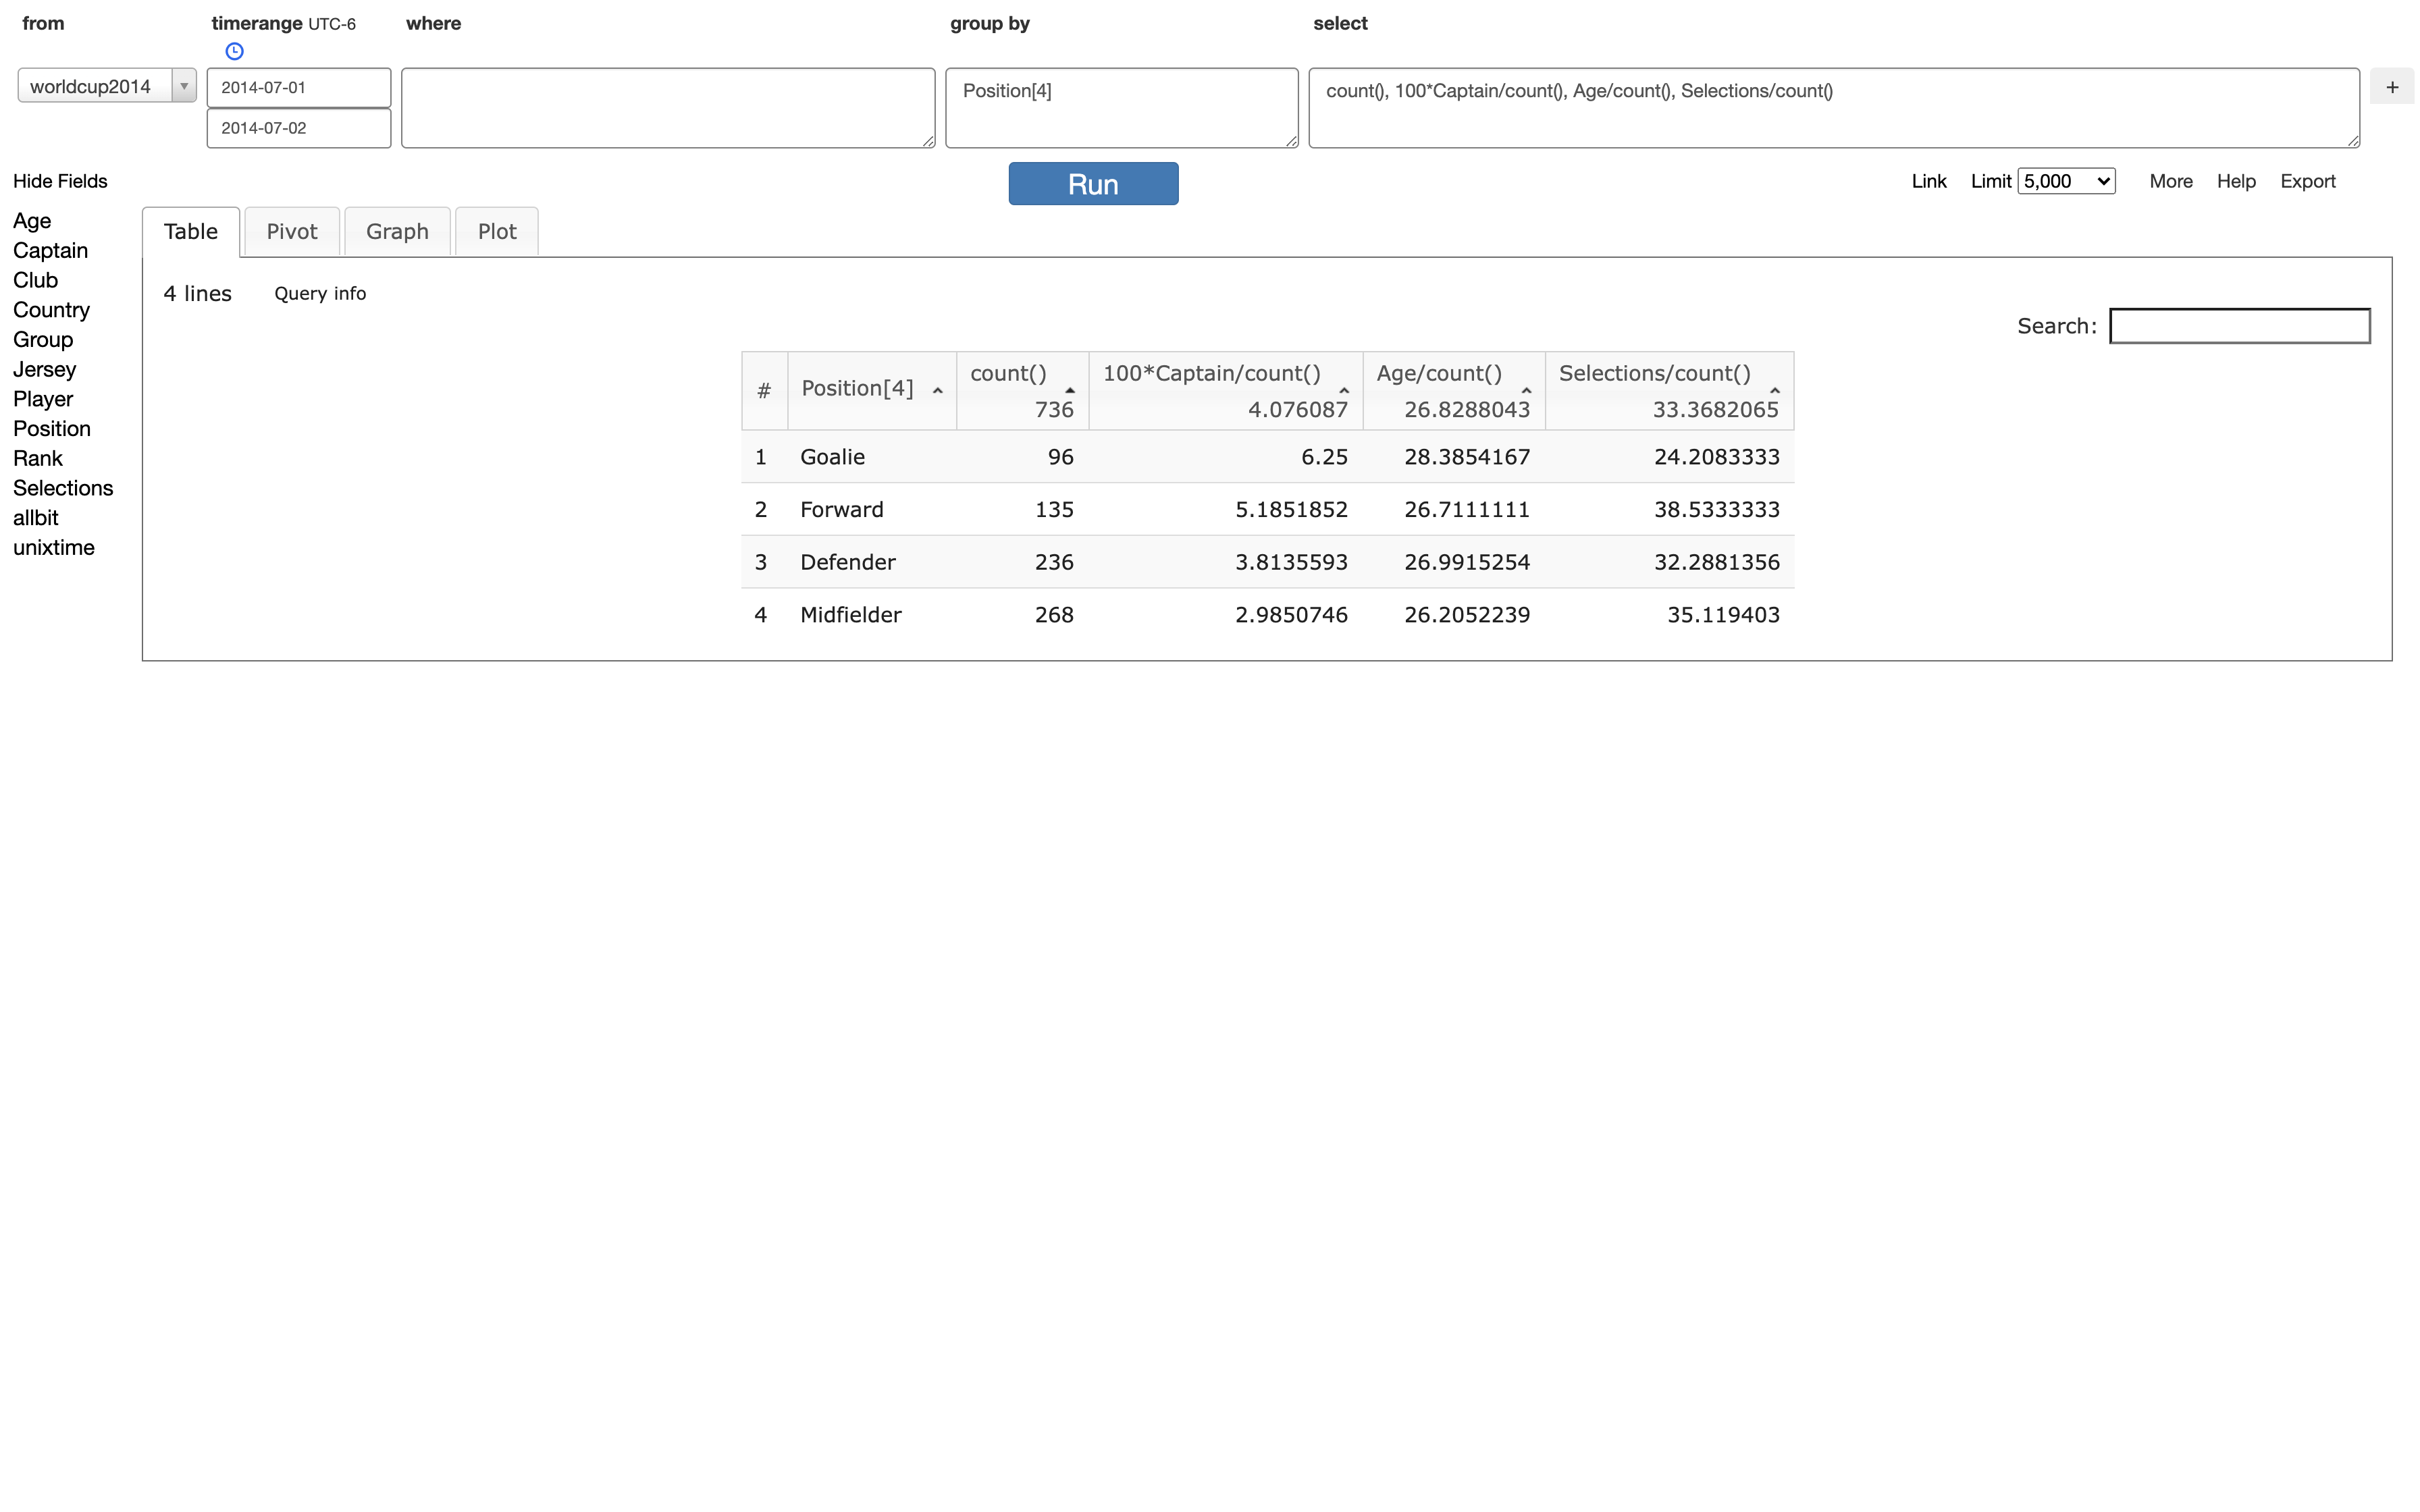 from timerange UTC-6 where group by select
worldcup2014 2014-07-01 Position[4] count(), 100*Captain/count(), Age/count(), Selections/count() +
2014-07-02
Hide Fields Run Link Limit 5,000 More Help Export
Age
Captain
Club
Country
Group
Jersey
Player
Position
Rank
Selections
allbit
unixtime
Table Pivot Graph Plot
4 lines Query info
Search:
# Position[4] count() 100*Captain/count() Age/count() Selections/count()
736 4.076087 26.8288043 33.3682065
1 Goalie 96 6.25 28.3854167 24.2083333
2 Forward 135 5.1851852 26.7111111 38.5333333
3 Defender 236 3.8135593 26.9915254 32.2881356
4 Midfielder 268 2.9850746 26.2052239 35.119403